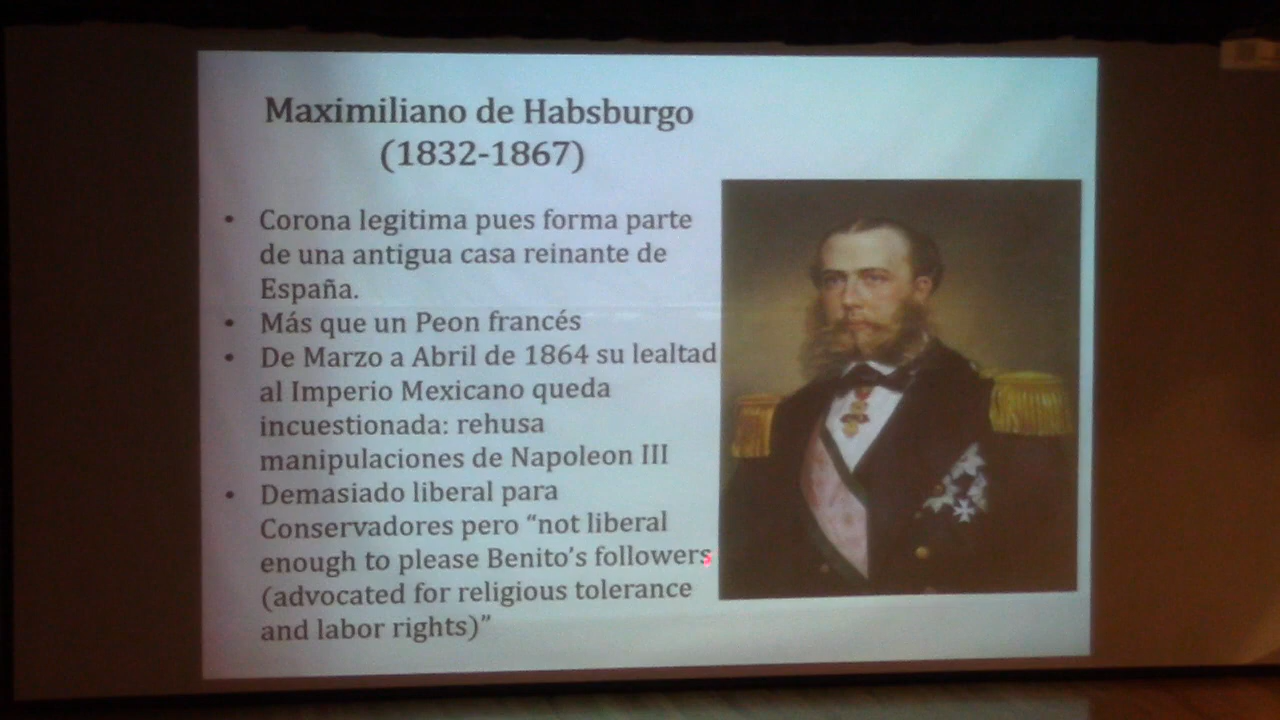 Maximiliano de Habsburgo
(1832-1867)
• Corona legitima pues forma parte
de una antigua casa reinante de
España.
• Más que un Peon francés
• De Marzo a Abril de 1864 su lealtad
al Imperio Mexicano queda
incuestionada: rehusa
manipulaciones de Napoleon III
• Demasiado liberal para
Conservadores pero “not liberal
enough to please Benito’s followers
(advocated for religious tolerance
and labor rights)”